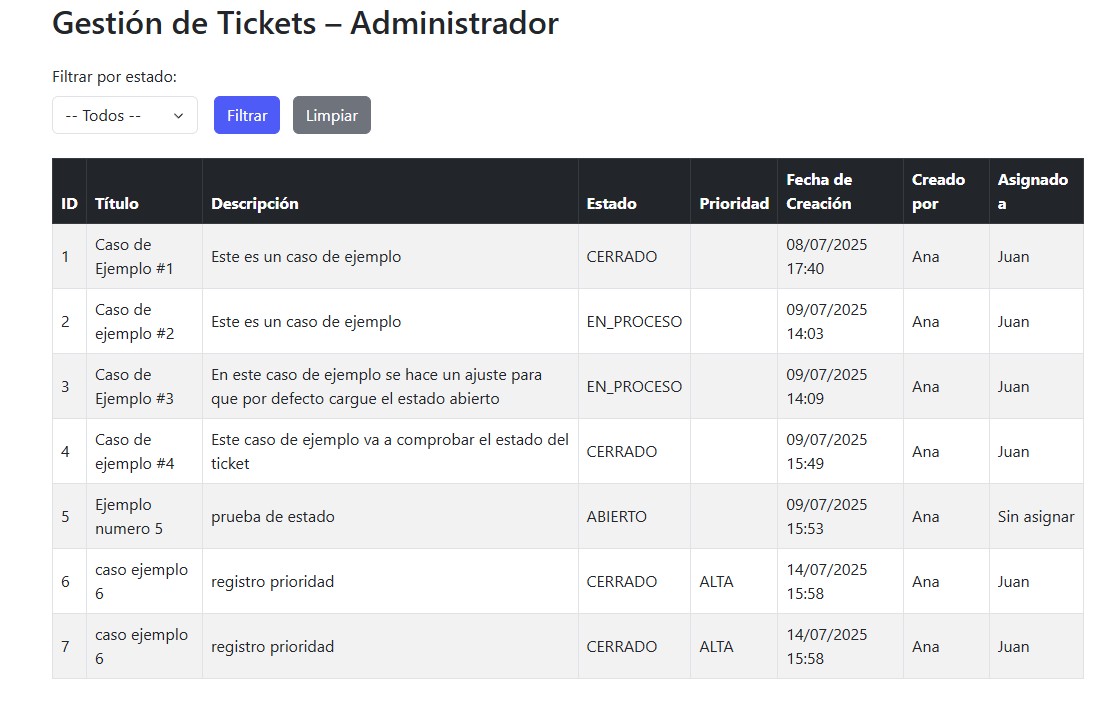 Gestión de Tickets – Administrador
Filtrar por estado:
-- Todos --
Filtrar
Limpiar
ID Título Descripción Estado Prioridad Fecha de Creación Creado por Asignado a
1 Caso de Ejemplo #1 Este es un caso de ejemplo CERRADO 08/07/2025 17:40 Ana Juan
2 Caso de ejemplo #2 Este es un caso de ejemplo EN_PROCESO 09/07/2025 14:03 Ana Juan
3 Caso de Ejemplo #3 En este caso de ejemplo se hace un ajuste para que por defecto cargue el estado abierto EN_PROCESO 09/07/2025 14:09 Ana Juan
4 Caso de ejemplo #4 Este caso de ejemplo va a comprobar el estado del ticket CERRADO 09/07/2025 15:49 Ana Juan
5 Ejemplo numero 5 prueba de estado ABIERTO 09/07/2025 15:53 Ana Sin asignar
6 caso ejemplo 6 registro prioridad CERRADO ALTA 14/07/2025 15:58 Ana Juan
7 caso ejemplo 6 registro prioridad CERRADO ALTA 14/07/2025 15:58 Ana Juan